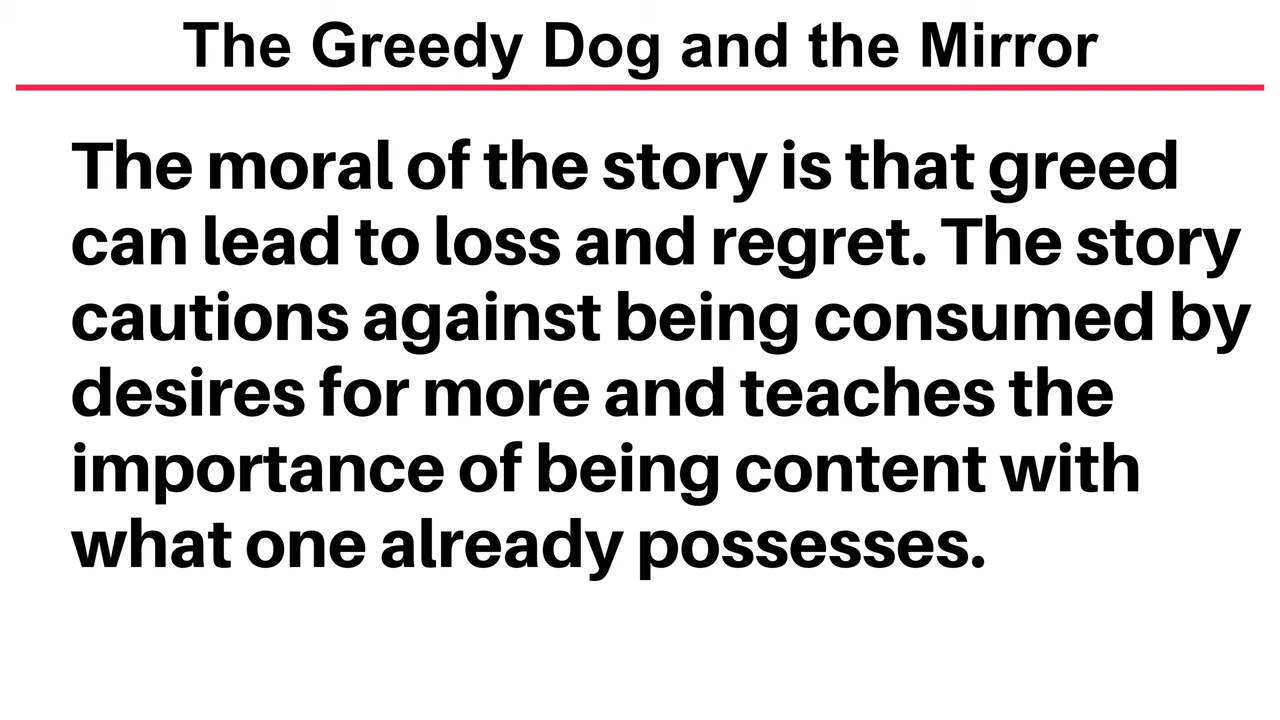 The Greedy Dog and the Mirror
The moral of the story is that greed
can lead to loss and regret. The story
cautions against being consumed by
desires for more and teaches the
importance of being content with
what one already possesses.